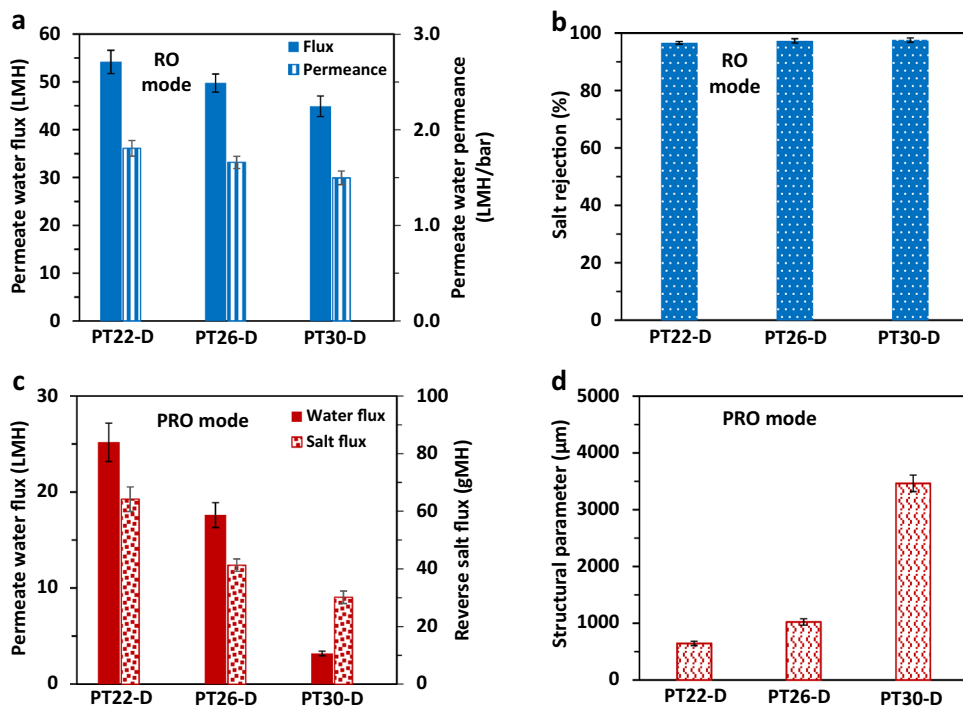 a
Permeate water flux (LMH)
60
50
40
30
20
10
0
RO
mode
Flux
Permeance
3.0
2.0
1.0
0.0
Permeate water permeance
(LMH/bar)
PT22-D
PT26-D
PT30-D
b
Salt rejection (%)
100
80
60
40
20
0
RO
mode
PT22-D
PT26-D
PT30-D
c
Permeate water flux (LMH)
30
20
10
0
PRO mode
Water flux
Salt flux
100
80
60
40
20
0
Reverse salt flux (gMH)
PT22-D
PT26-D
PT30-D
d
Structural parameter (μm)
5000
4000
3000
2000
1000
0
PRO mode
PT22-D
PT26-D
PT30-D